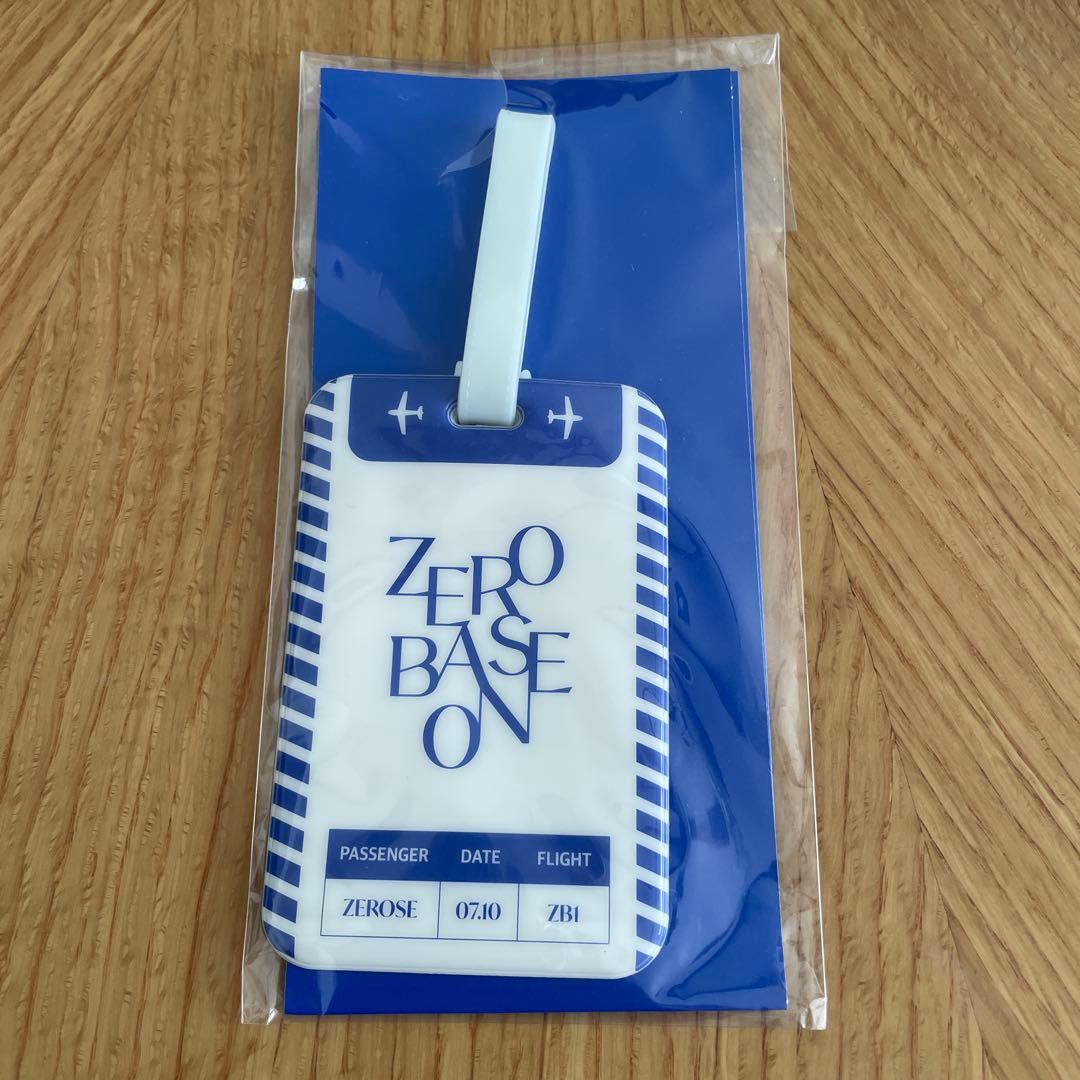 ZERO
BASE
ON
PASSENGER DATE FLIGHT
ZEROSE 07.10 ZB1